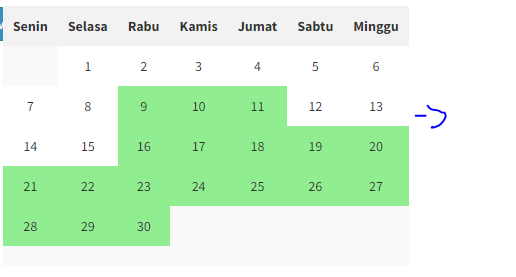 Senin Selasa Rabu Kamis Jumat Sabtu Minggu
1 2 3 4 5 6
7 8 9 10 11 12 13
14 15 16 17 18 19 20
21 22 23 24 25 26 27
28 29 30